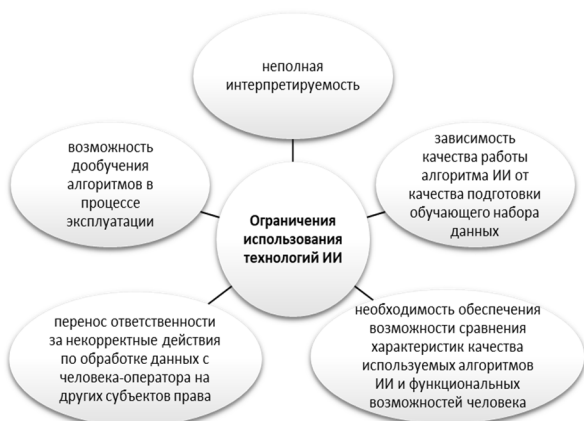 неполная
интерпретируемость
возможность
дообучения
алгоритмов в
процессе
эксплуатации
зависимость
качества работы
алгоритма ИИ от
качества подготовки
обучающего набора
данных
Ограничения
использования
технологий ИИ
перенос ответственности
за некорректные действия
по обработке данных с
человека-оператора на
других субъектов права
необходимость обеспечения
возможности сравнения
характеристик качества
используемых алгоритмов
ИИ и функциональных
возможностей человека